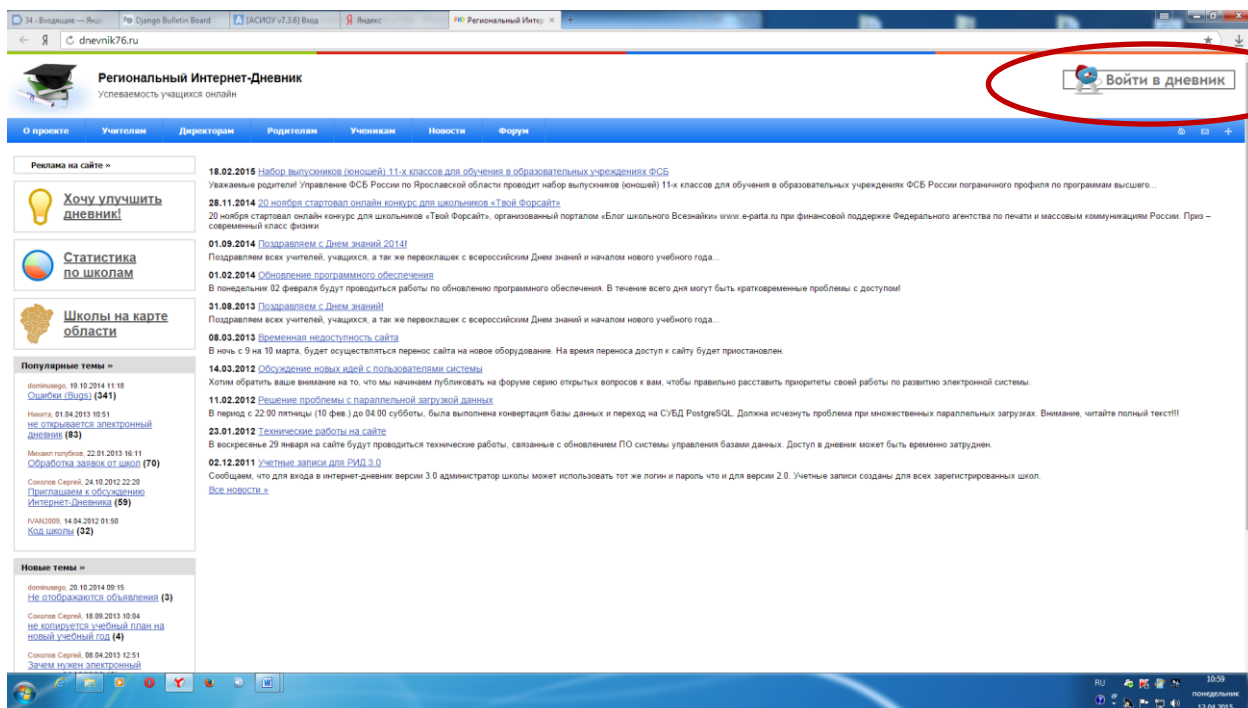 34 - Входящие — Янд
Django Bulletin Board
[АСИОУ v7.3.6] Вход
Яндекс
РИD Региональный Интер
dnevnik76.ru
Региональный Интернет-Дневник
Успеваемость учащихся онлайн
Войти в дневник
О проекте Учителям Директорам Родителям Ученикам Новости Форум
Реклама на сайте »
Хочу улучшить
дневник!
Статистика
по школам
Школы на карте
области
Популярные темы »
dominusego, 19.10.2014 11:18
Ошибки (Bugs) (341)
Никита, 01.04.2013 10:51
не открывается электронный
дневник (83)
Михаил голубков, 22.01.2013 16:11
Обработка заявок от школ (70)
Соколов Сергей, 24.10.2012 22:20
Приглашаем к обсуждению
Интернет-Дневника (59)
IVAN2009, 14.04.2012 01:50
Код школы (32)
Новые темы »
dominusego, 20.10.2014 09:15
Не отображаются объявления (3)
Соколов Сергей, 18.09.2013 10:04
не копируется учебный план на
новый учебный год (4)
Соколов Сергей, 08.04.2013 12:51
Зачем нужен электронный
18.02.2015 Набор выпускников (юношей) 11-х классов для обучения в образовательных учреждениях ФСБ
Уважаемые родители! Управление ФСБ России по Ярославской области проводит набор выпускников (юношей) 11-х классов для обучения в образовательных учреждениях ФСБ России пограничного профиля по программам высшего...
28.11.2014 20 ноября стартовал онлайн конкурс для школьников «Твой Форсайт»
20 ноября стартовал онлайн конкурс для школьников «Твой Форсайт», организованный порталом «Блог школьного Всезнайки» www.e-parta.ru при финансовой поддержке Федерального агентства по печати и массовым коммуникациям России. Приз –
современный класс физики
01.09.2014 Поздравляем с Днем знаний 2014!
Поздравляем всех учителей, учащихся, а так же первоклашек с всероссийским Днем знаний и началом нового учебного года...
01.02.2014 Обновление программного обеспечения
В понедельник 02 февраля будут проводиться работы по обновлению программного обеспечения. В течение всего дня могут быть кратковременные проблемы с доступом!
31.08.2013 Поздравляем с Днем знаний!
Поздравляем всех учителей, учащихся, а так же первоклашек с всероссийским Днем знаний и началом нового учебного года...
08.03.2013 Временная недоступность сайта
В ночь с 9 на 10 марта, будет осуществляться перенос сайта на новое оборудование. На время переноса доступ к сайту будет приостановлен.
14.03.2012 Обсуждение новых идей с пользователями системы
Хотим обратить ваше внимание на то, что мы начинаем публиковать на форуме серию открытых вопросов к вам, чтобы правильно расставить приоритеты своей работы по развитию электронной системы.
11.02.2012 Решение проблемы с параллельной загрузкой данных
В период с 22:00 пятницы (10 фев.) до 04:00 субботы, была выполнена конвертация базы данных и переход на СУБД PostgreSQL. Должна исчезнуть проблема при множественных параллельных загрузках. Внимание, читайте полный текст!!!
23.01.2012 Технические работы на сайте
В воскресенье 29 января на сайте будут проводиться технические работы, связанные с обновлением ПО системы управления базами данных. Доступ в дневник может быть временно затруднен.
02.12.2011 Учетные записи для РИД 3.0
Сообщаем, что для входа в интернет-дневник версии 3.0 администратор школы может использовать тот же логин и пароль что и для версии 2.0. Учетные записи созданы для всех зарегистрированных школ.
Все новости »
RU
10:59
понедельник
13.04.2015